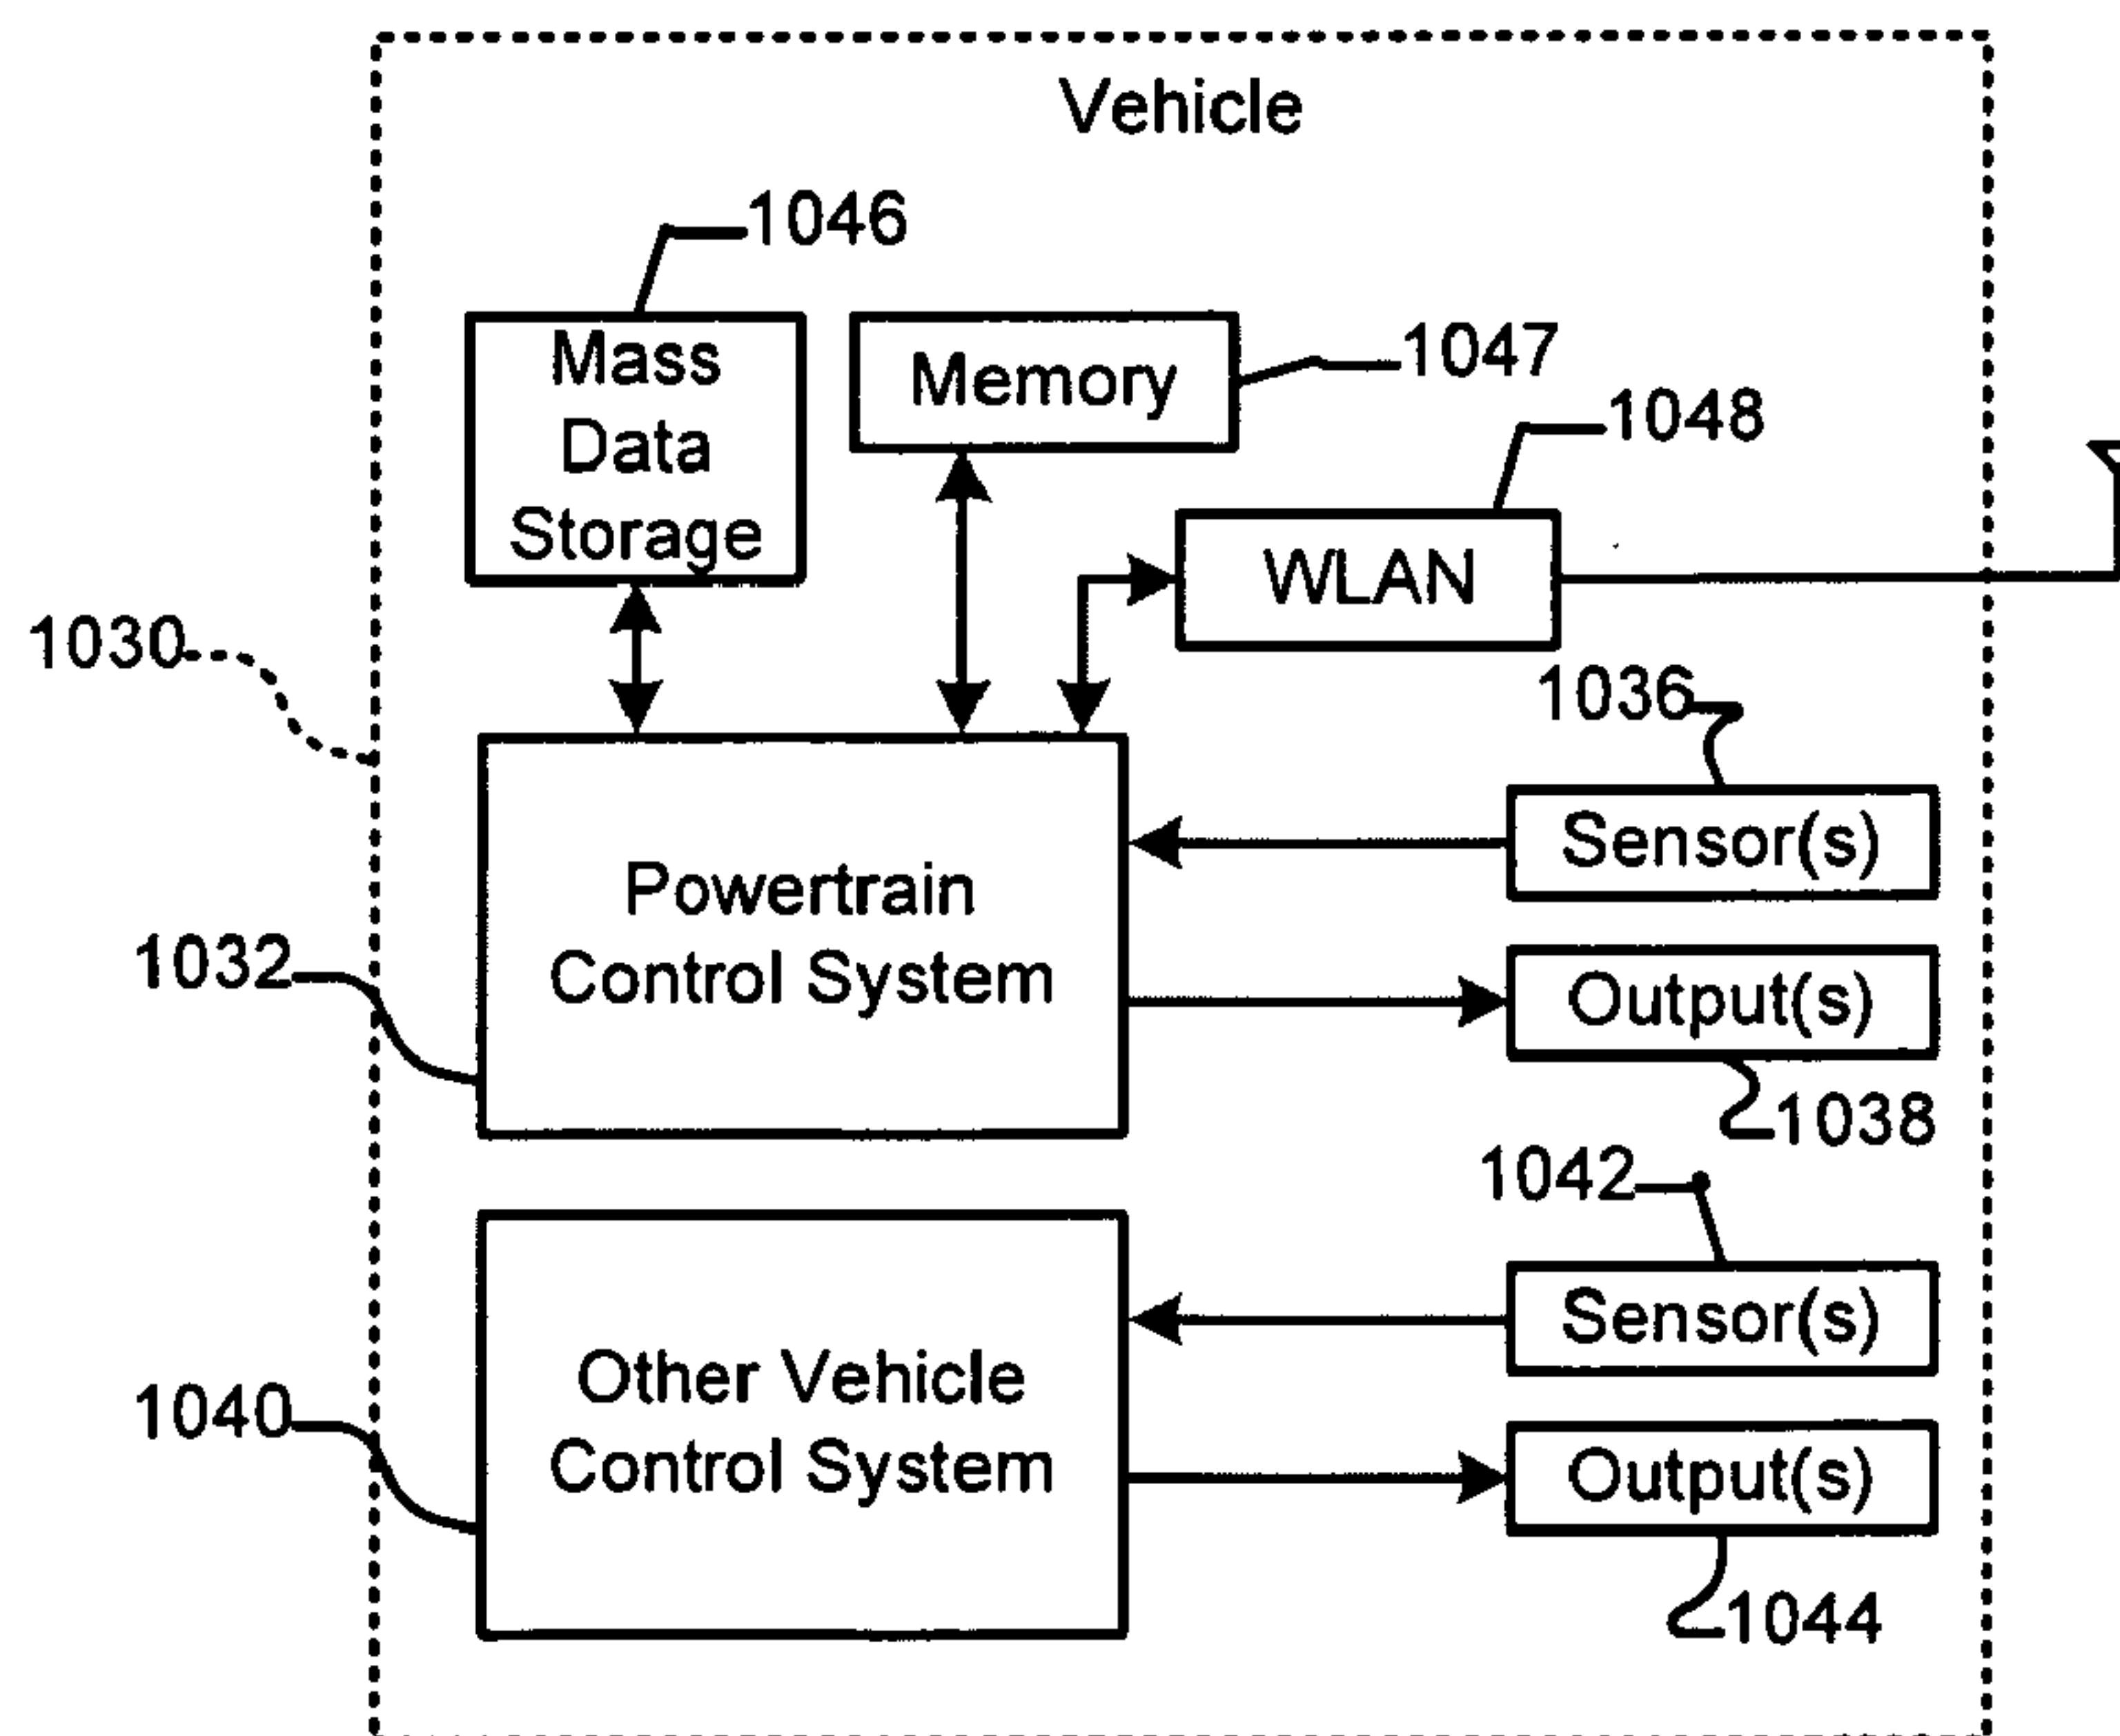 Vehicle
1046
Mass
Data
Storage
Memory
1047
1048
WLAN
1030
1036
Sensor(s)
Powertrain
Control System
1032
Output(s)
1038
1042
Sensor(s)
Other Vehicle
Control System
1040
Output(s)
1044